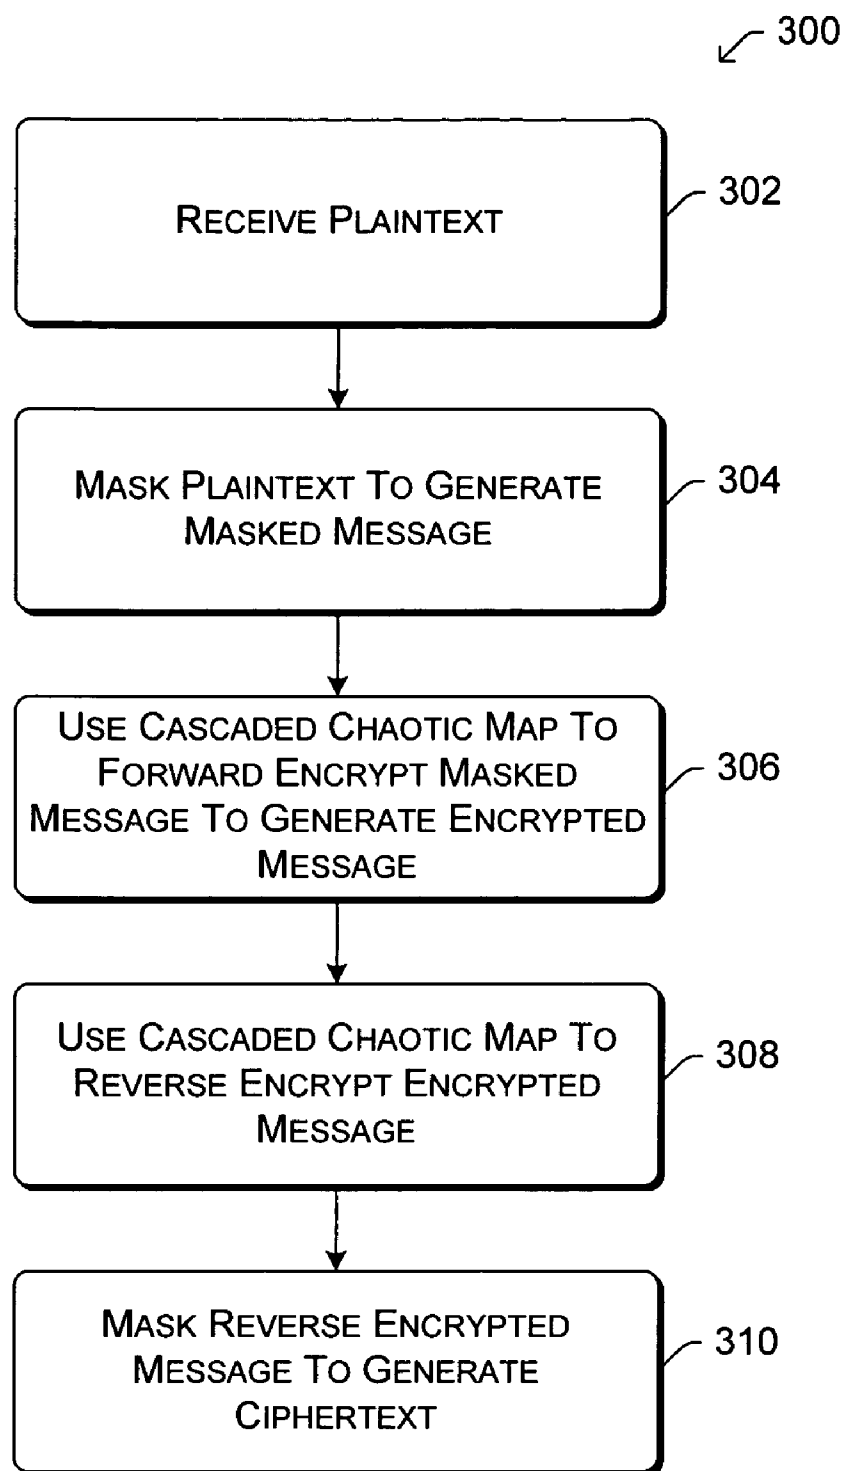 300
RECEIVE PLAINTEXT
302
MASK PLAINTEXT TO GENERATE
MASKED MESSAGE
304
USE CASCADED CHAOTIC MAP TO
FORWARD ENCRYPT MASKED
MESSAGE TO GENERATE ENCRYPTED
MESSAGE
306
USE CASCADED CHAOTIC MAP TO
REVERSE ENCRYPT ENCRYPTED
MESSAGE
308
MASK REVERSE ENCRYPTED
MESSAGE TO GENERATE
CIPHERTEXT
310